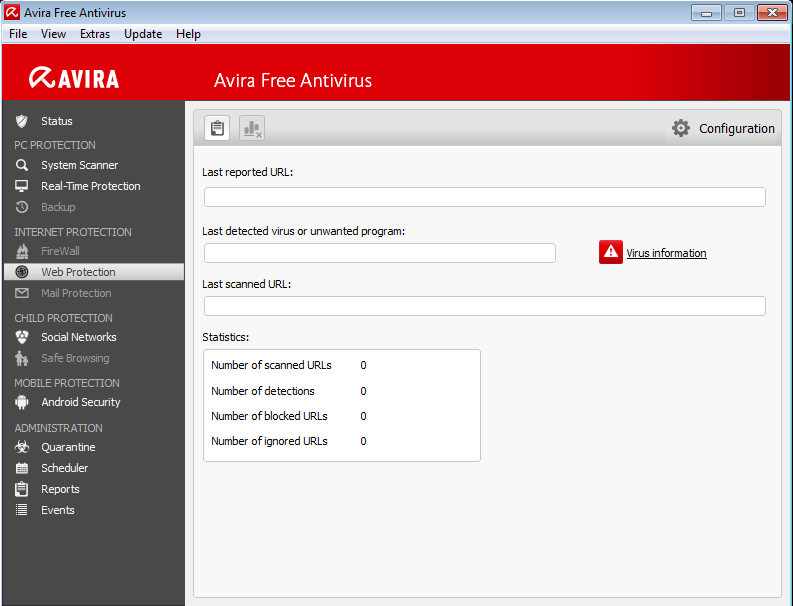 Avira Free Antivirus
File View Extras Update Help
AVIRA Avira Free Antivirus
Status
PC PROTECTION
System Scanner
Real-Time Protection
Backup
INTERNET PROTECTION
FireWall
Web Protection
Mail Protection
CHILD PROTECTION
Social Networks
Safe Browsing
MOBILE PROTECTION
Android Security
ADMINISTRATION
Quarantine
Scheduler
Reports
Events
Configuration
Last reported URL:
Last detected virus or unwanted program:
Virus information
Last scanned URL:
Statistics:
Number of scanned URLs 0
Number of detections 0
Number of blocked URLs 0
Number of ignored URLs 0